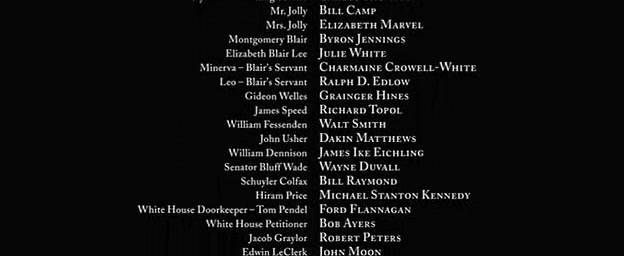 Mr. Jolly BILL CAMP
Mrs. Jolly ELIZABETH MARVEL
Montgomery Blair BYRON JENNINGS
Elizabeth Blair Lee JULIE WHITE
Minerva – Blair's Servant CHARMAINE CROWELL-WHITE
Leo – Blair's Servant RALPH D. EDLOW
Gideon Welles GRAINGER HINES
James Speed RICHARD TOPOL
William Fessenden WALT SMITH
John Usher DAKIN MATTHEWS
William Dennison JAMES IKE EICHLING
Senator Bluff Wade WAYNE DUVALL
Schuyler Colfax BILL RAYMOND
Hiram Price MICHAEL STANTON KENNEDY
White House Doorkeeper – Tom Pendel FORD FLANNAGAN
White House Petitioner BOB AYERS
Jacob Graylor ROBERT PETERS
Edwin LeClerk JOHN MOON